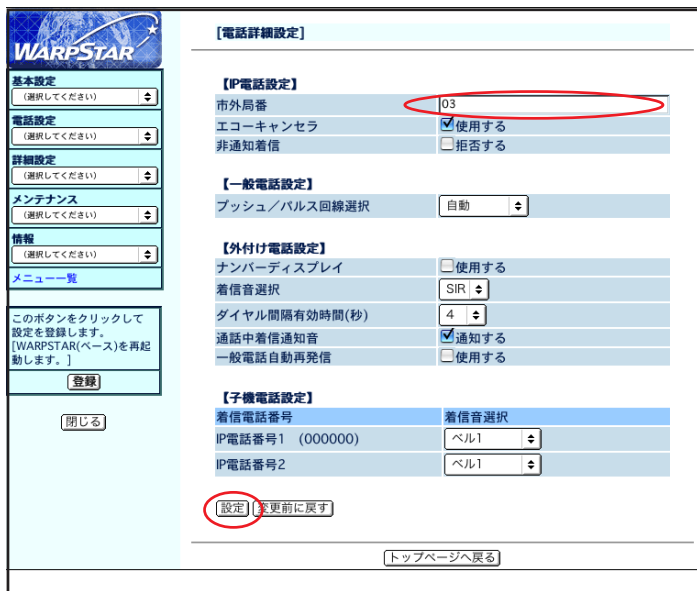 WARPSTAR
基本設定
(選択してください)
電話設定
(選択してください)
詳細設定
(選択してください)
メンテナンス
(選択してください)
情報
(選択してください)
メニュー一覧
このボタンをクリックして
設定を登録します。
[WARPSTAR(ベース)を再起
動します。]
登録
閉じる
[電話詳細設定]
【IP電話設定】
市外局番 03
エコーキャンセラ 使用する
非通知着信 拒否する
【一般電話設定】
プッシュ／パルス回線選択 自動
【外付け電話設定】
ナンバーディスプレイ 使用する
着信音選択 SIR
ダイヤル間隔有効時間(秒) 4
通話中着信通知音 通知する
一般電話自動再発信 使用する
【子機電話設定】
着信電話番号 着信音選択
IP電話番号1 (000000) ベル1
IP電話番号2 ベル1
設定 変更前に戻す
トップページへ戻る